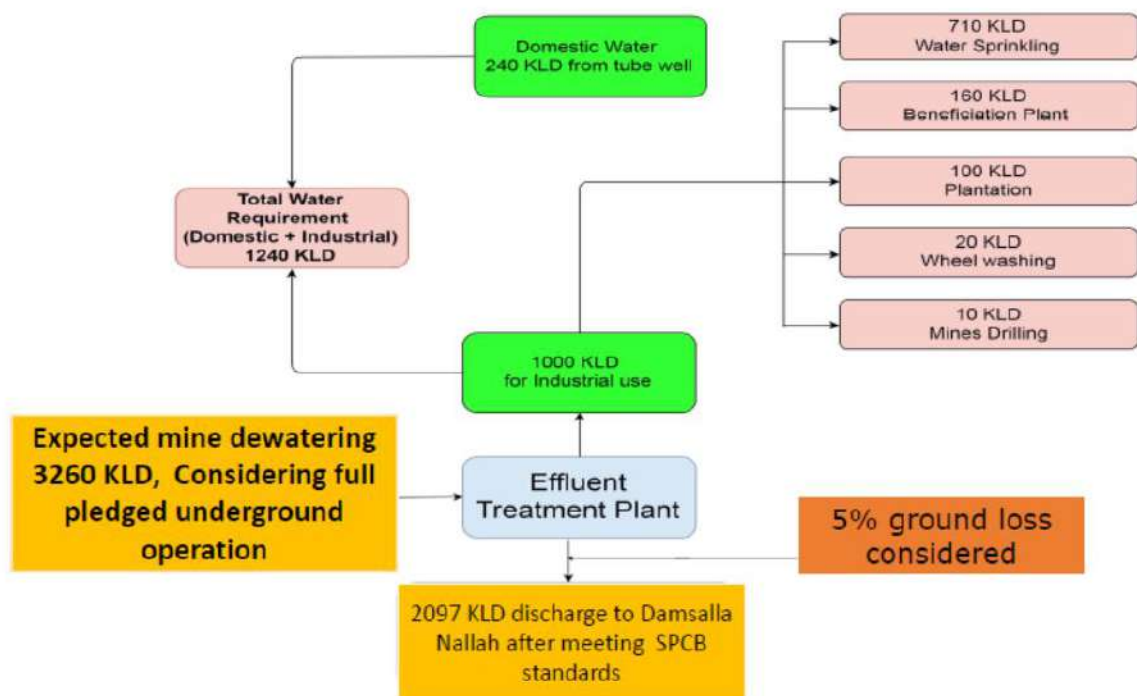 Domestic Water
240 KLD from tube well
710 KLD
Water Sprinkling
160 KLD
Beneficiation Plant
100 KLD
Plantation
20 KLD
Wheel washing
10 KLD
Mines Drilling
Total Water
Requirement
(Domestic + Industrial)
1240 KLD
1000 KLD
for Industrial use
Expected mine dewatering
3260 KLD, Considering full
pledged underground
operation
Effluent
Treatment Plant
5% ground loss
considered
2097 KLD discharge to Damsalla
Nallah after meeting SPCB
standards